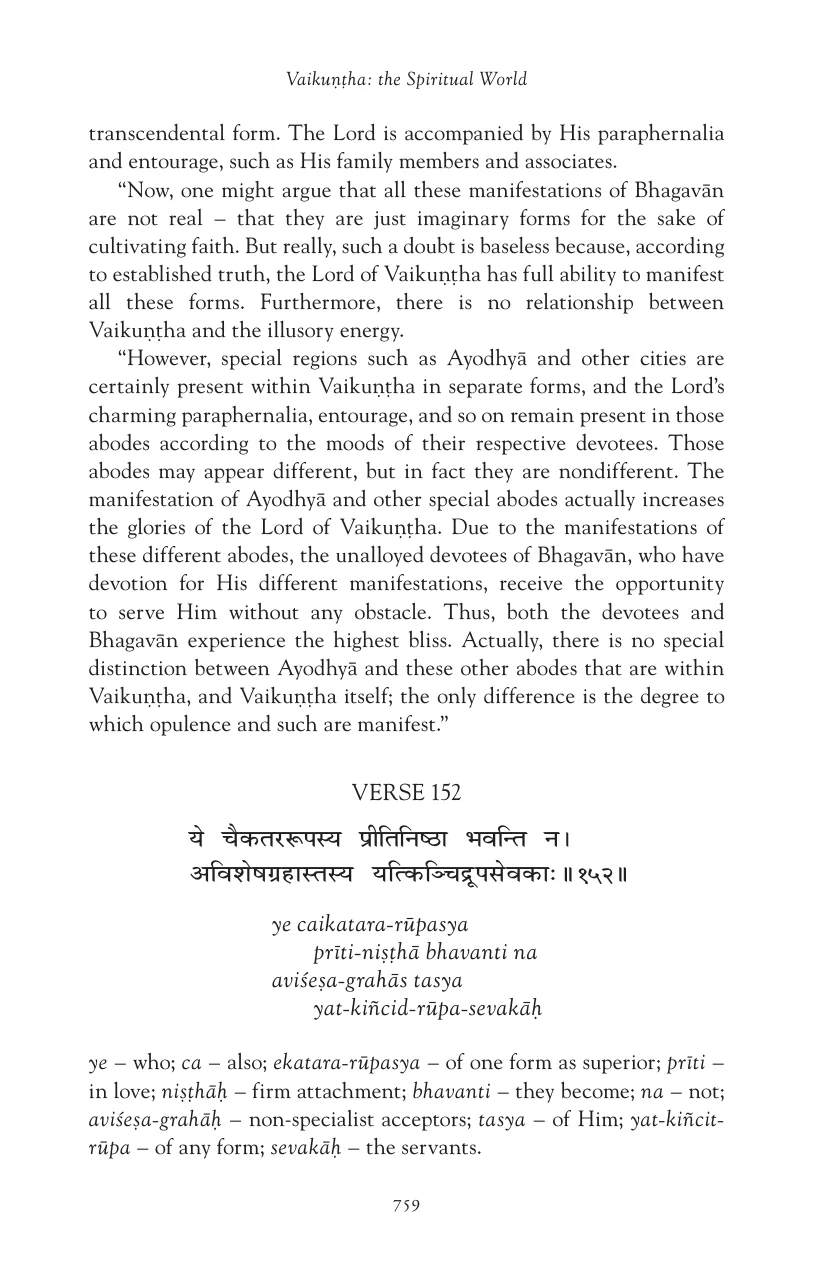 Vaikuṇṭha: the Spiritual World
transcendental form. The Lord is accompanied by His paraphernalia
and entourage, such as His family members and associates.
“Now, one might argue that all these manifestations of Bhagavān
are not real – that they are just imaginary forms for the sake of
cultivating faith. But really, such a doubt is baseless because, according
to established truth, the Lord of Vaikuṇṭha has full ability to manifest
all these forms. Furthermore, there is no relationship between
Vaikuṇṭha and the illusory energy.
“However, special regions such as Ayodhyā and other cities are
certainly present within Vaikuṇṭha in separate forms, and the Lord’s
charming paraphernalia, entourage, and so on remain present in those
abodes according to the moods of their respective devotees. Those
abodes may appear different, but in fact they are nondifferent. The
manifestation of Ayodhyā and other special abodes actually increases
the glories of the Lord of Vaikuṇṭha. Due to the manifestations of
these different abodes, the unalloyed devotees of Bhagavān, who have
devotion for His different manifestations, receive the opportunity
to serve Him without any obstacle. Thus, both the devotees and
Bhagavān experience the highest bliss. Actually, there is no special
distinction between Ayodhyā and these other abodes that are within
Vaikuṇṭha, and Vaikuṇṭha itself; the only difference is the degree to
which opulence and such are manifest.”
VERSE 152
ये चैकतररूपस्य प्रीतिनिष्ठा भवन्ति न।
अविशेषग्रहास्तस्य यत्किञ्चिद्रूपसेवकाः॥१५२॥
ye caikatara-rūpasya
prīti-niṣṭhā bhavanti na
aviśeṣa-grahās tasya
yat-kiñcid-rūpa-sevakāḥ
ye – who; ca – also; ekatara-rūpasya – of one form as superior; prīti –
in love; niṣṭhāḥ – firm attachment; bhavanti – they become; na – not;
aviśeṣa-grahāḥ – non-specialist acceptors; tasya – of Him; yat-kiñcit-
rūpa – of any form; sevakāḥ – the servants.
759